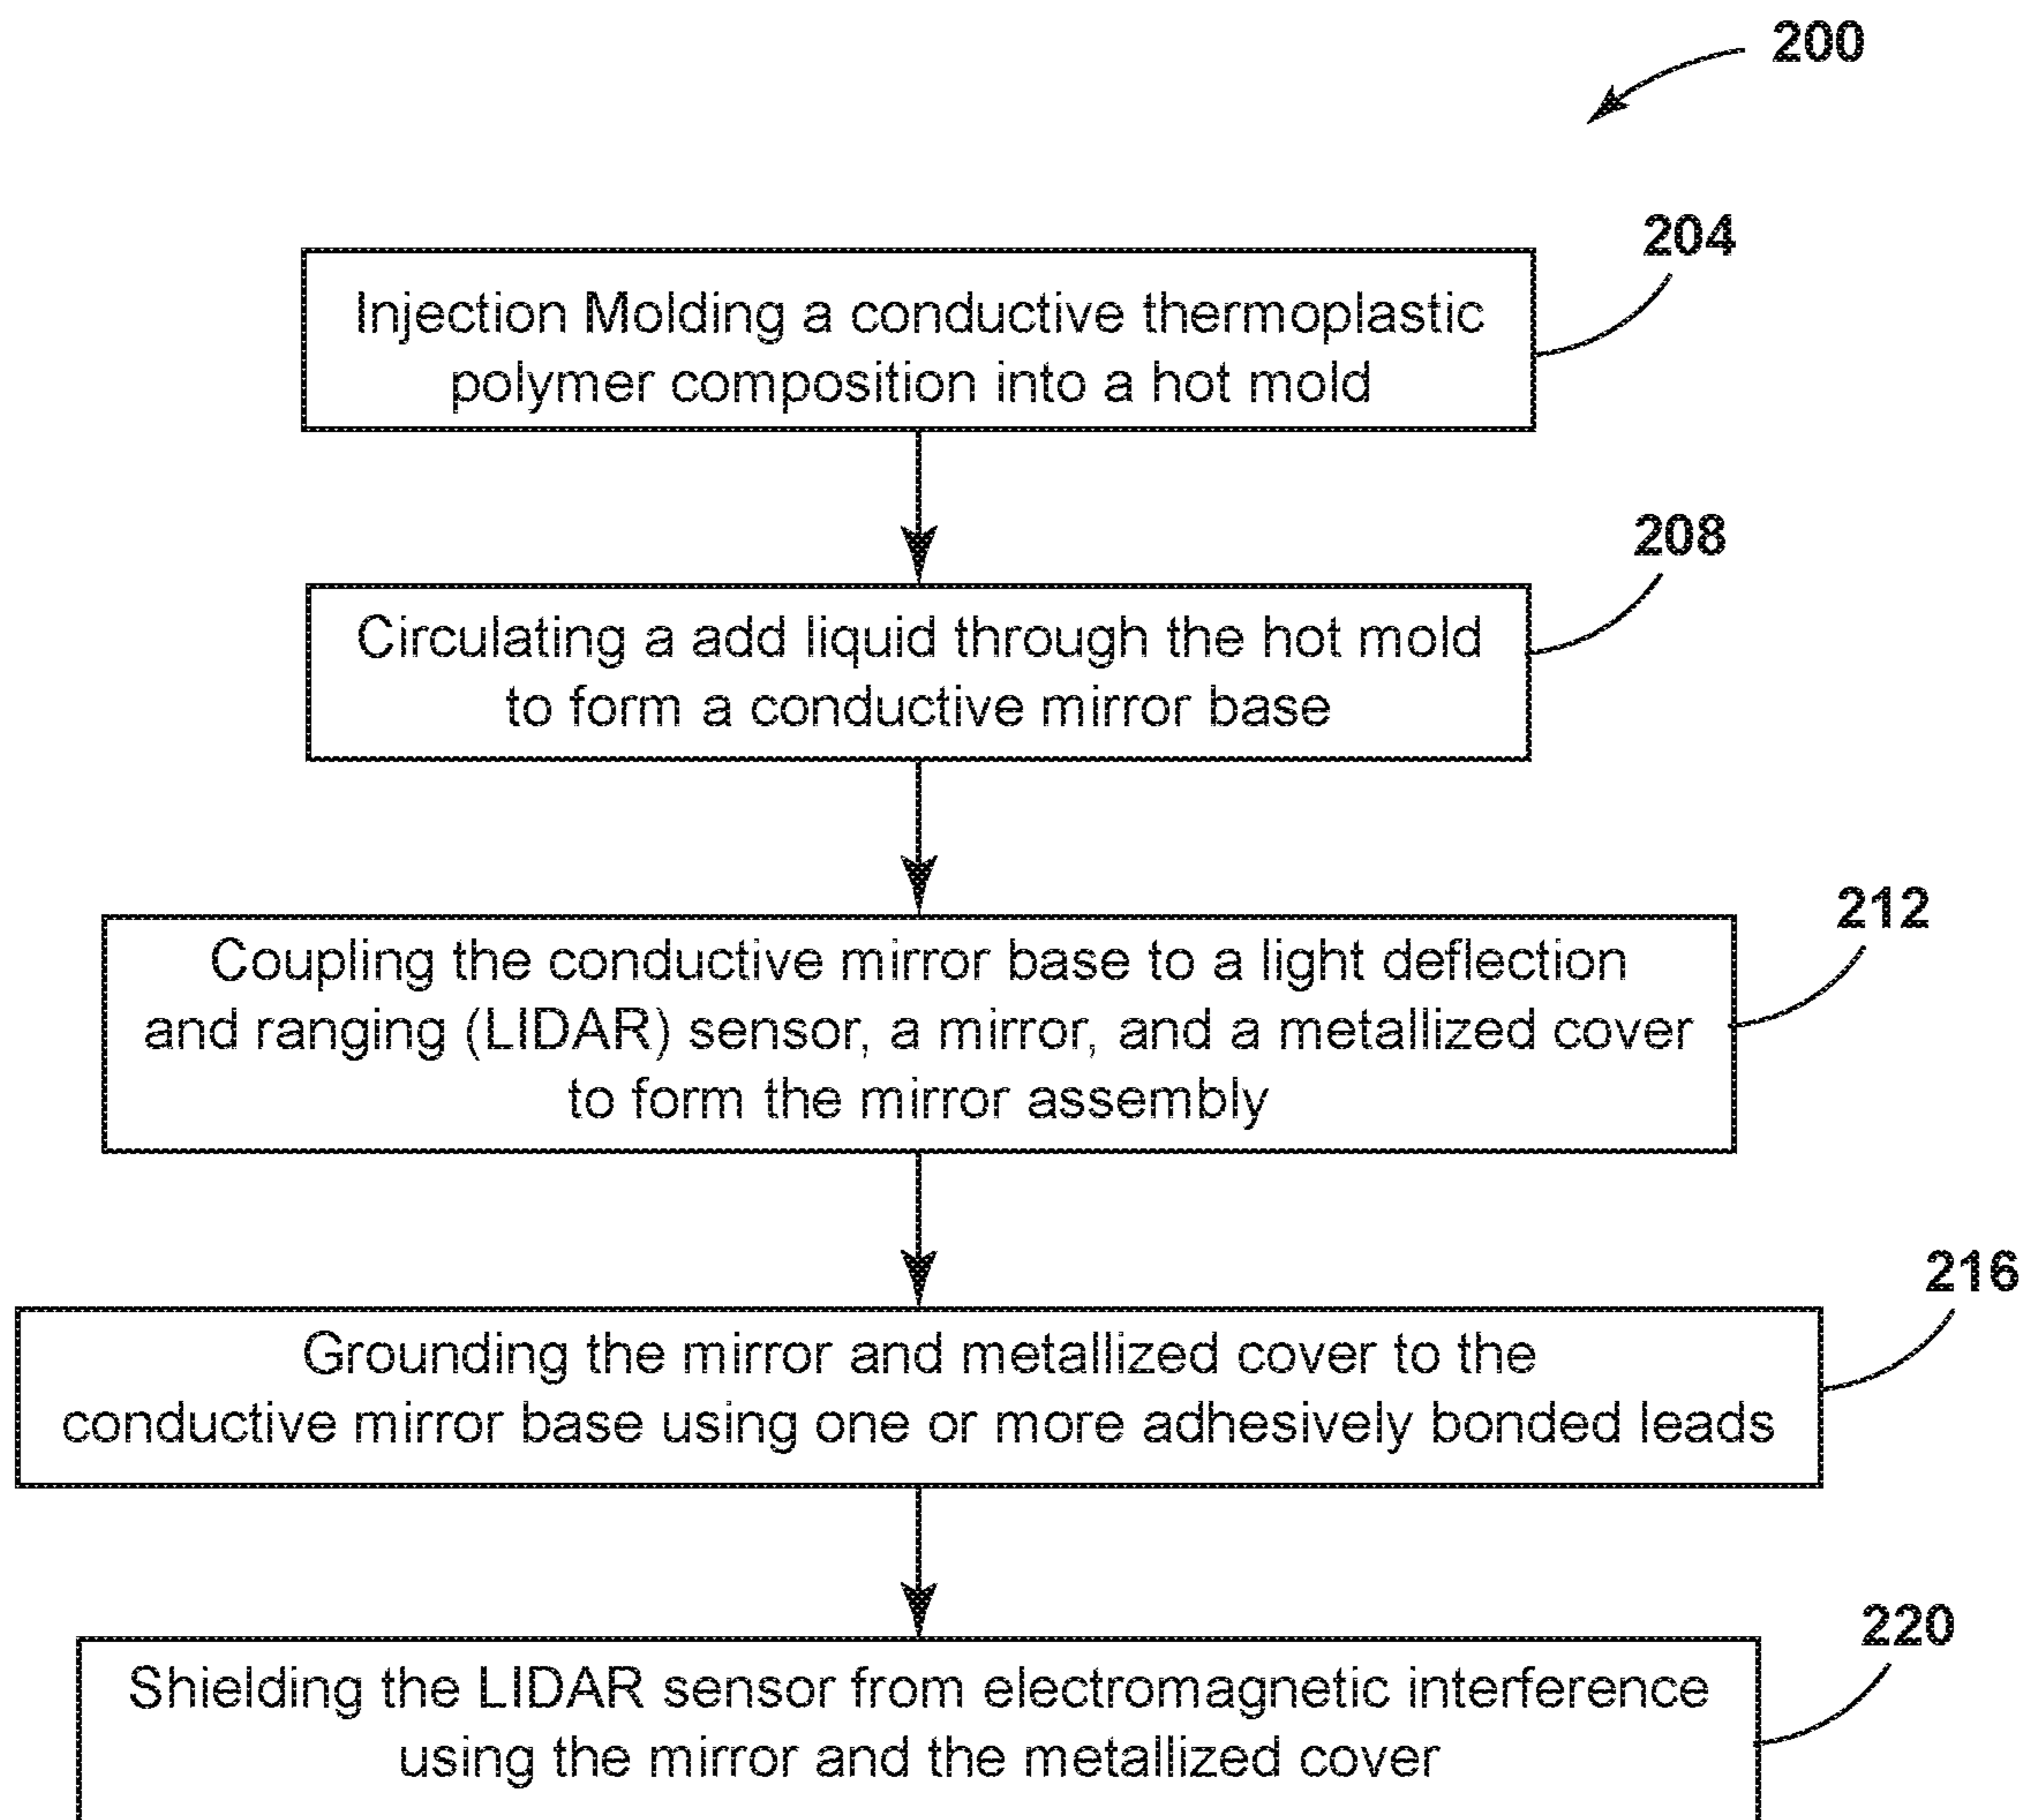 200
204
Injection Molding a conductive thermoplastic
polymer composition into a hot mold
208
Circulating a add liquid through the hot mold
to form a conductive mirror base
212
Coupling the conductive mirror base to a light deflection
and ranging (LIDAR) sensor, a mirror, and a metallized cover
to form the mirror assembly
216
Grounding the mirror and metallized cover to the
conductive mirror base using one or more adhesively bonded leads
220
Shielding the LIDAR sensor from electromagnetic interference
using the mirror and the metallized cover